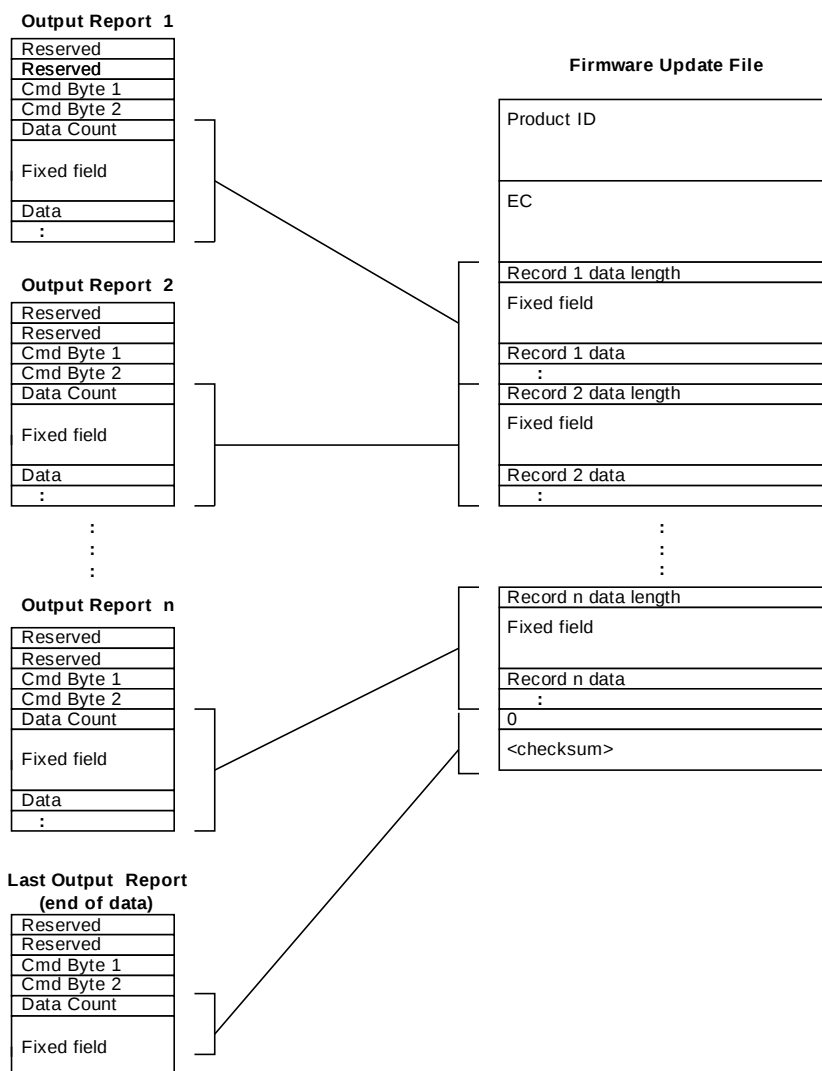 Output Report 1
Reserved
Reserved
Cmd Byte 1
Cmd Byte 2
Data Count
Fixed field
Data
:
Output Report 2
Reserved
Reserved
Cmd Byte 1
Cmd Byte 2
Data Count
Fixed field
Data
:
:
:
:
Output Report n
Reserved
Reserved
Cmd Byte 1
Cmd Byte 2
Data Count
Fixed field
Data
:
Last Output Report
(end of data)
Reserved
Reserved
Cmd Byte 1
Cmd Byte 2
Data Count
Fixed field
Firmware Update File
Product ID
EC
Record 1 data length
Fixed field
Record 1 data
:
Record 2 data length
Fixed field
Record 2 data
:
:
:
:
Record n data length
Fixed field
Record n data
:
0
<checksum>